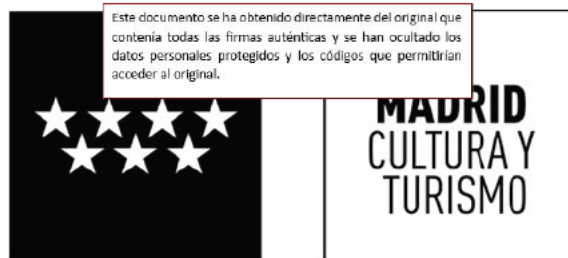 Este documento se ha obtenido directamente del original que
contenía todas las firmas auténticas y se han ocultado los
datos personales protegidos y los códigos que permitirían
acceder al original.
MADRID
CULTURA Y
TURISMO